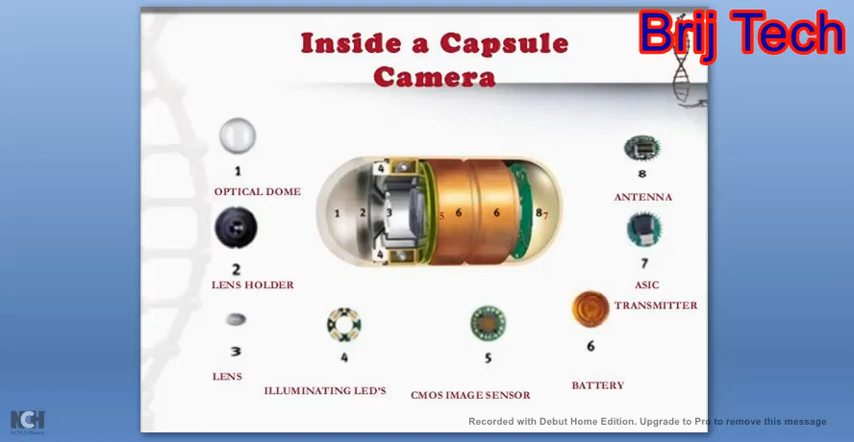 Brij Tech
Inside a Capsule
Camera
1
OPTICAL DOME
2
LENS HOLDER
3
LENS
4
ILLUMINATING LED'S
5
CMOS IMAGE SENSOR
6
BATTERY
8
ANTENNA
7
ASIC
TRANSMITTER
4
1 2 3 5 6 6 8 7
4
NCH
Recorded with Debut Home Edition. Upgrade to Pro to remove this message